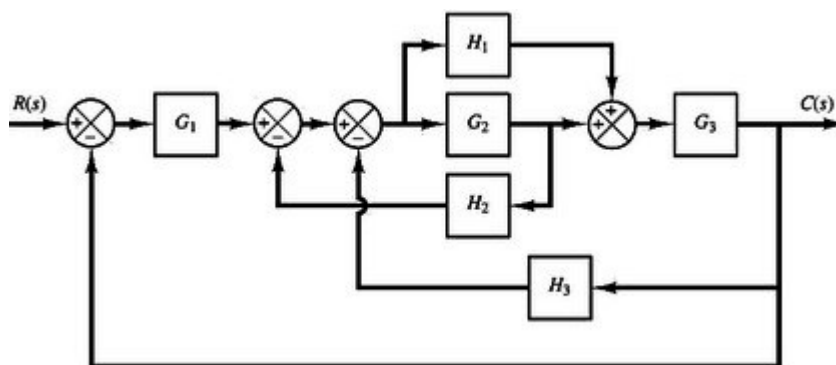 H₁
R(s)
C(s)
+
−
G₁
+
−
+
−
G₂
+
+
G₃
H₂
H₃